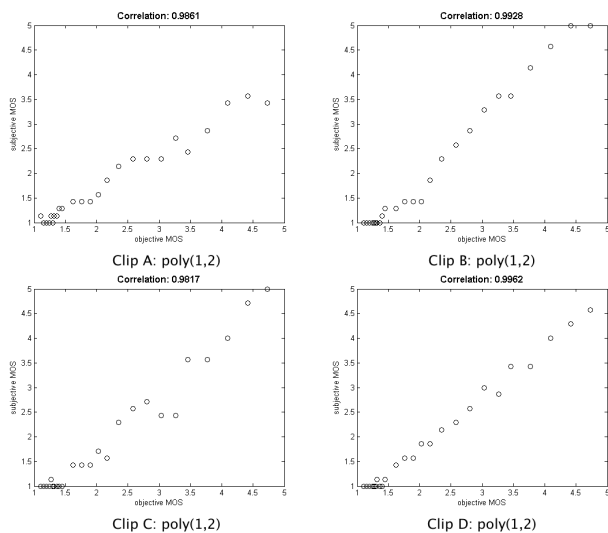 Correlation: 0.9861
5
4.5
4
3.5
3
2.5
2
1.5
1
subjective MOS
1 1.5 2 2.5 3 3.5 4 4.5 5
objective MOS
Clip A: poly(1,2)
Correlation: 0.9928
5
4.5
4
3.5
3
2.5
2
1.5
1
subjective MOS
1 1.5 2 2.5 3 3.5 4 4.5 5
objective MOS
Clip B: poly(1,2)
Correlation: 0.9817
5
4.5
4
3.5
3
2.5
2
1.5
1
subjective MOS
1 1.5 2 2.5 3 3.5 4 4.5 5
objective MOS
Clip C: poly(1,2)
Correlation: 0.9962
5
4.5
4
3.5
3
2.5
2
1.5
1
subjective MOS
1 1.5 2 2.5 3 3.5 4 4.5 5
objective MOS
Clip D: poly(1,2)